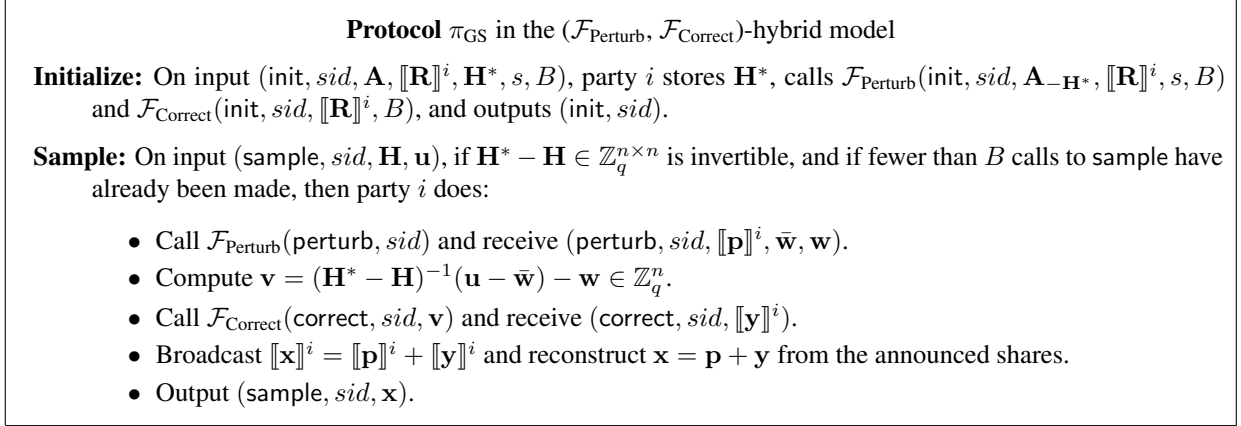 Protocol π_GS in the (F_Perturb, F_Correct)-hybrid model
Initialize: On input (init, sid, A, ⟦R⟧^i, H*, s, B), party i stores H*, calls F_Perturb(init, sid, A_{−H*}, ⟦R⟧^i, s, B)
and F_Correct(init, sid, ⟦R⟧^i, B), and outputs (init, sid).
Sample: On input (sample, sid, H, u), if H* − H ∈ ℤ_q^{n×n} is invertible, and if fewer than B calls to sample have
already been made, then party i does:
• Call F_Perturb(perturb, sid) and receive (perturb, sid, ⟦p⟧^i, w̄, w).
• Compute v = (H* − H)^{−1}(u − w̄) − w ∈ ℤ_q^n.
• Call F_Correct(correct, sid, v) and receive (correct, sid, ⟦y⟧^i).
• Broadcast ⟦x⟧^i = ⟦p⟧^i + ⟦y⟧^i and reconstruct x = p + y from the announced shares.
• Output (sample, sid, x).